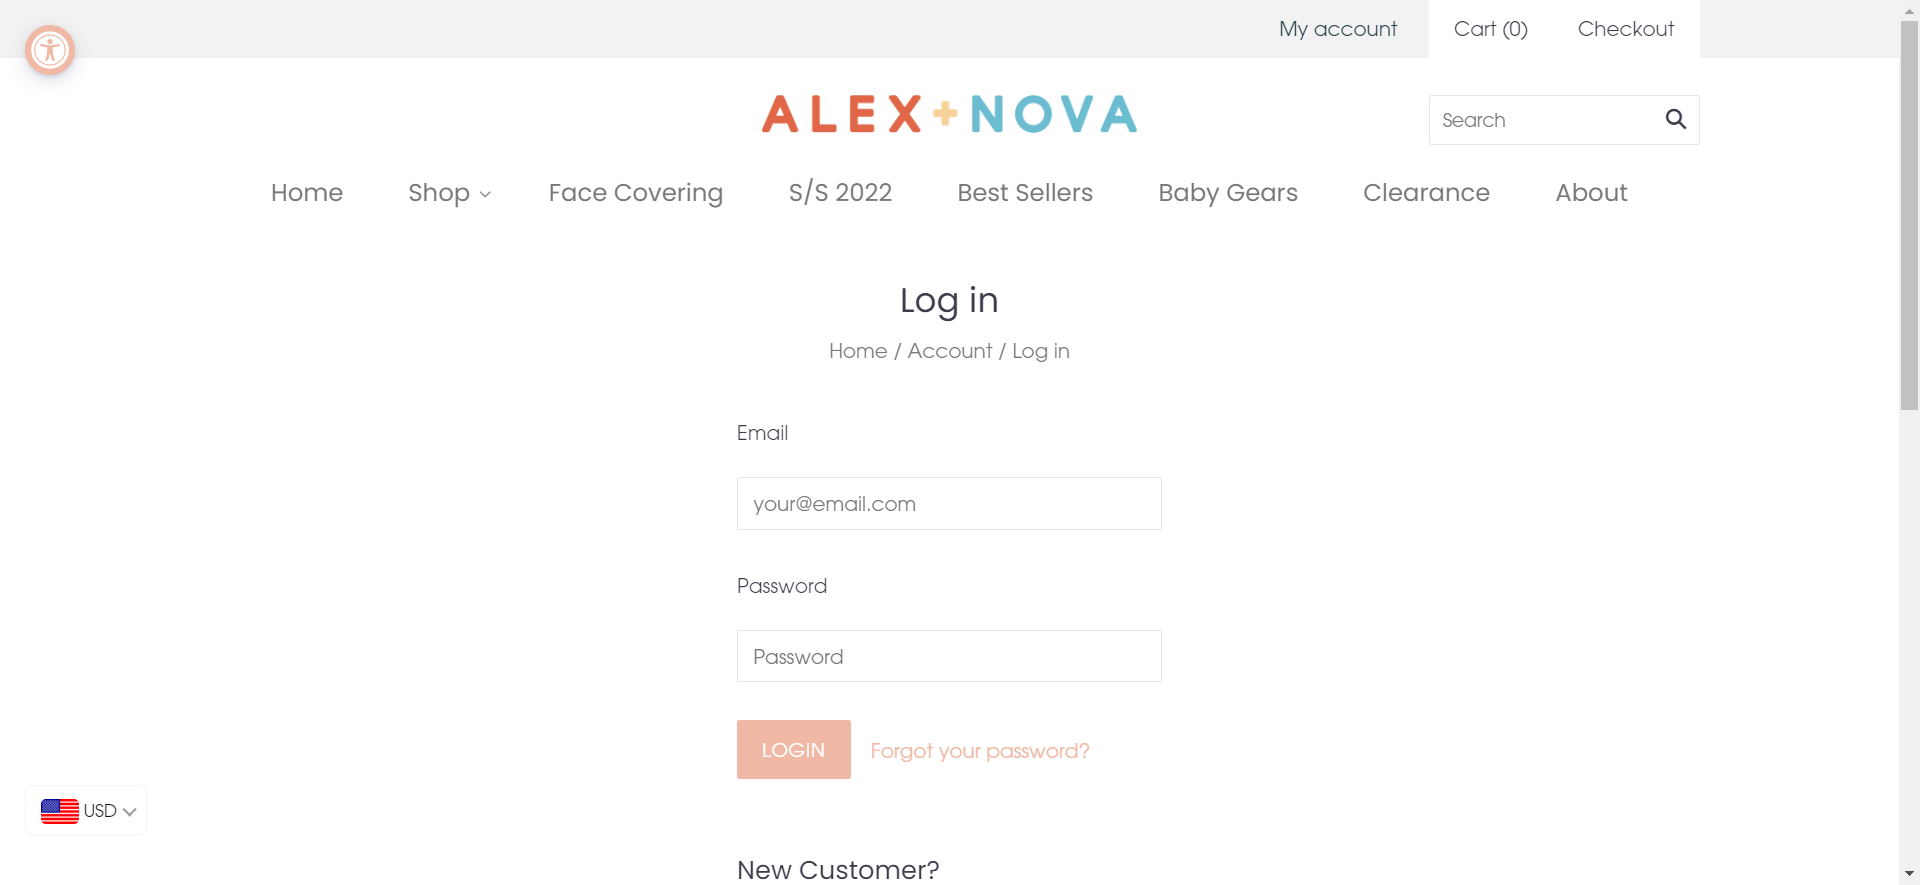 My account
Cart (0)
Checkout
ALEX+NOVA
Search
Home
Shop
Face Covering
S/S 2022
Best Sellers
Baby Gears
Clearance
About
Log in
Home / Account / Log in
Email
your@email.com
Password
Password
LOGIN
Forgot your password?
USD
New Customer?